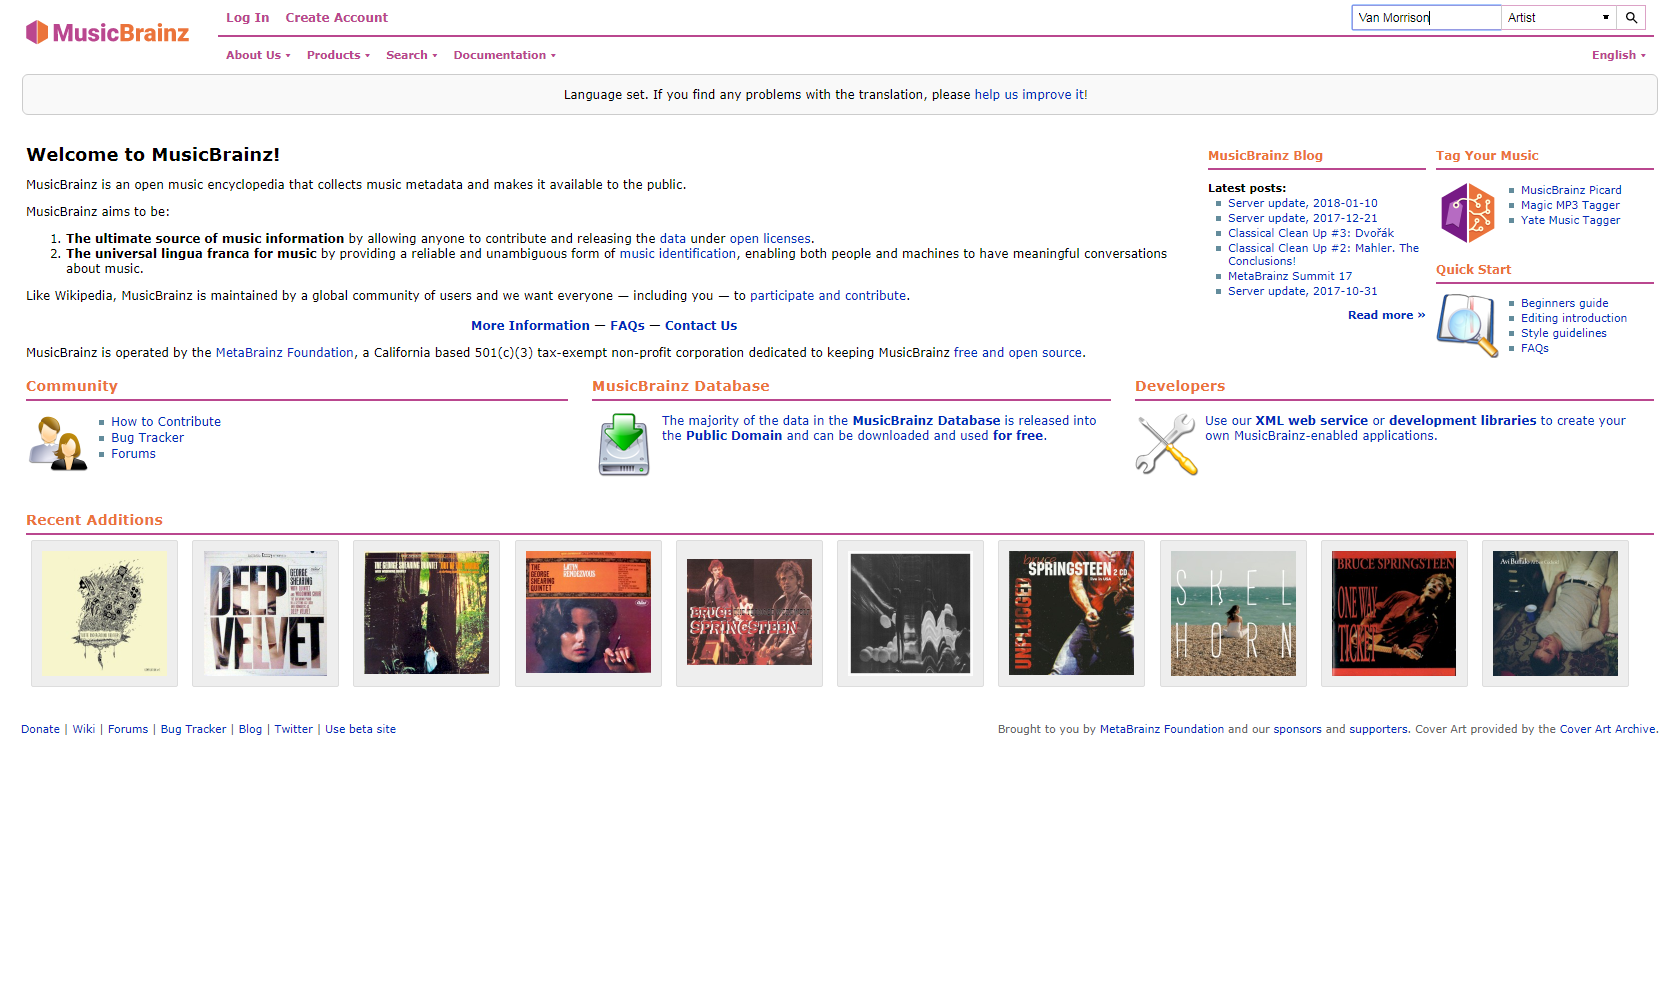 MusicBrainz
Log In Create Account
Van Morrison Artist
About Us Products Search Documentation
English
Language set. If you find any problems with the translation, please help us improve it!
Welcome to MusicBrainz!
MusicBrainz is an open music encyclopedia that collects music metadata and makes it available to the public.
MusicBrainz aims to be:
1. The ultimate source of music information by allowing anyone to contribute and releasing the data under open licenses.
2. The universal lingua franca for music by providing a reliable and unambiguous form of music identification, enabling both people and machines to have meaningful conversations
about music.
Like Wikipedia, MusicBrainz is maintained by a global community of users and we want everyone — including you — to participate and contribute.
More Information — FAQs — Contact Us
MusicBrainz is operated by the MetaBrainz Foundation, a California based 501(c)(3) tax-exempt non-profit corporation dedicated to keeping MusicBrainz free and open source.
MusicBrainz Blog
Latest posts:
Server update, 2018-01-10
Server update, 2017-12-21
Classical Clean Up #3: Dvořák
Classical Clean Up #2: Mahler. The
Conclusions!
MetaBrainz Summit 17
Server update, 2017-10-31
Read more »
Tag Your Music
MusicBrainz Picard
Magic MP3 Tagger
Yate Music Tagger
Quick Start
Beginners guide
Editing introduction
Style guidelines
FAQs
Community
How to Contribute
Bug Tracker
Forums
MusicBrainz Database
The majority of the data in the MusicBrainz Database is released into
the Public Domain and can be downloaded and used for free.
Developers
Use our XML web service or development libraries to create your
own MusicBrainz-enabled applications.
Recent Additions
DEEP
GEORGE
SHEARING
VELVET
THE GEORGE SHEARING QUINTET
THE
GEORGE
SHEARING
QUINTET
LATIN
RENDEZVOUS
BRUCE
SPRINGSTEEN
bruce
SPRINGSTEEN 2 CD
live in USA
UNPLUGGED
SKEL
HORN
BRUCE SPRINGSTEEN
ONE WAY
TICKET
Avi Buffalo
Donate | Wiki | Forums | Bug Tracker | Blog | Twitter | Use beta site
Brought to you by MetaBrainz Foundation and our sponsors and supporters. Cover Art provided by the Cover Art Archive.